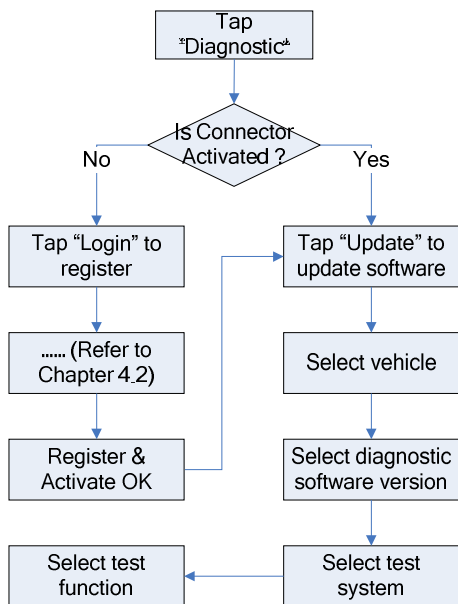 Tap
"Diagnostic"
Is Connector
Activated ?
No
Yes
Tap “Login” to
register
Tap “Update” to
update software
...... (Refer to
Chapter 4.2)
Select vehicle
Register &
Activate OK
Select diagnostic
software version
Select test
function
Select test
system